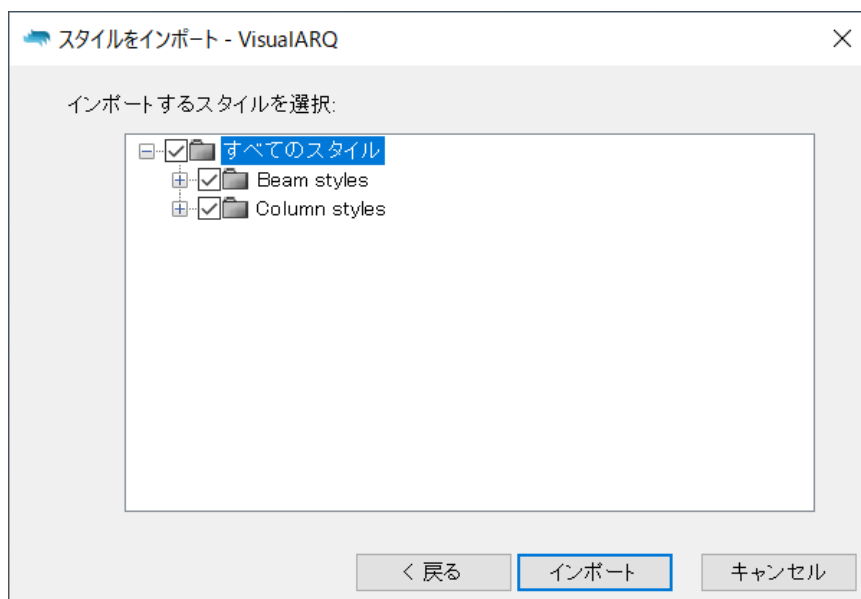 スタイルをインポート - VisualARQ
インポートするスタイルを選択:
すべてのスタイル
Beam styles
Column styles
< 戻る インポート キャンセル